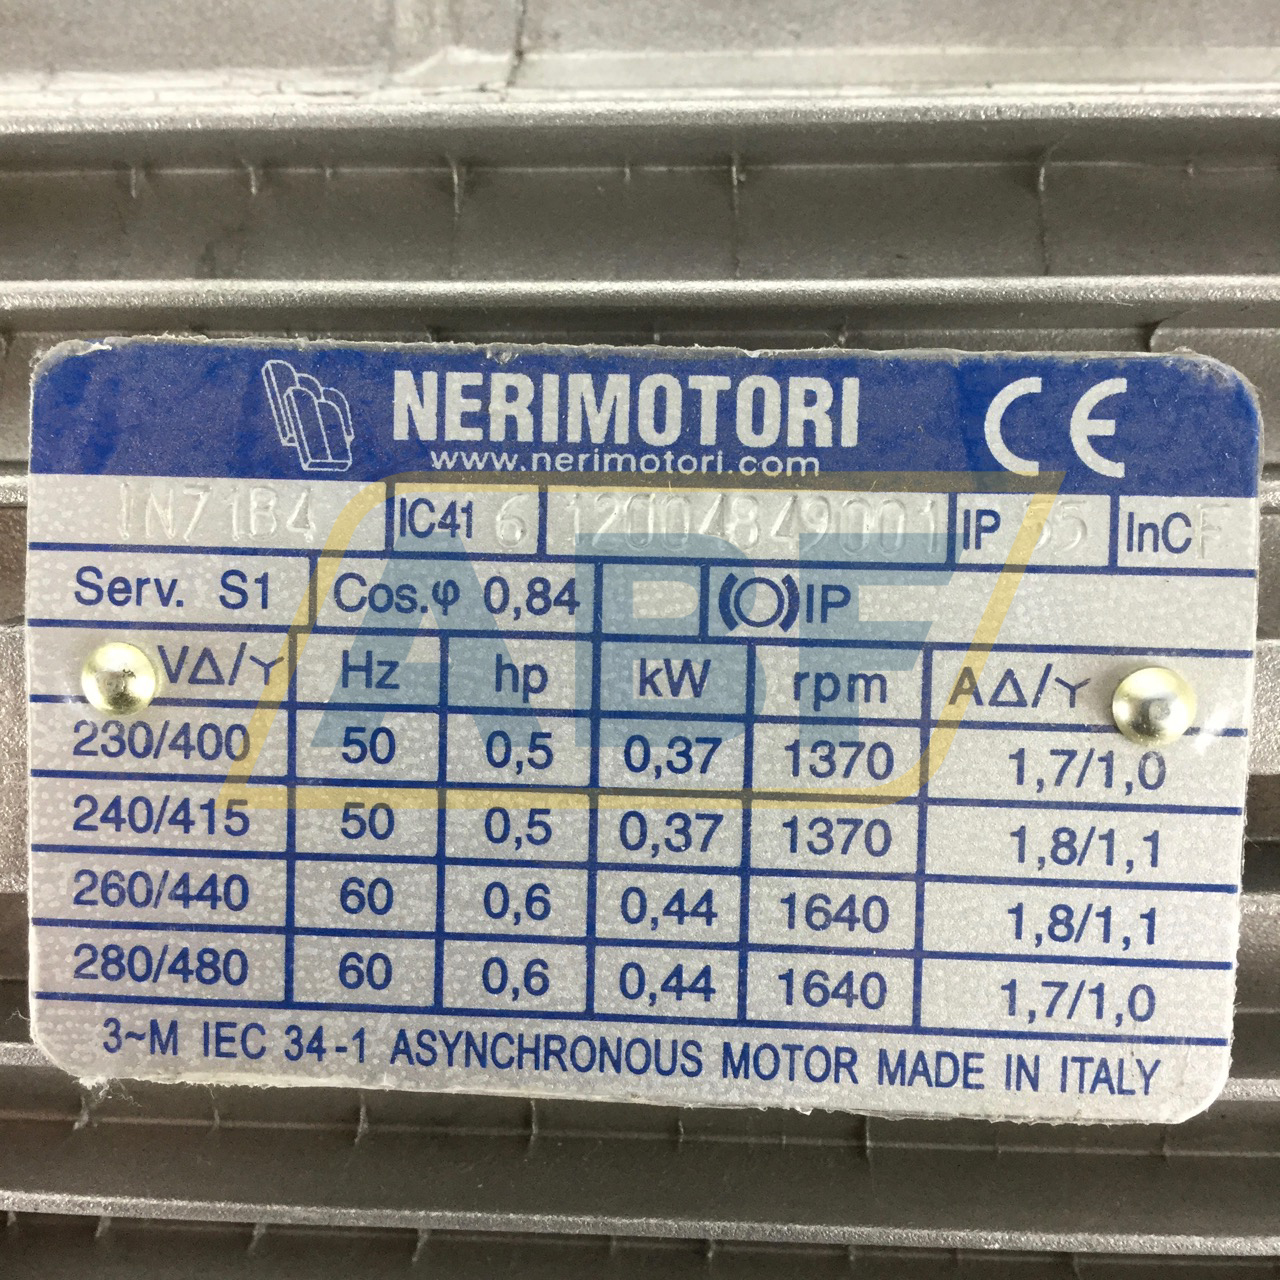 NERIMOTORI CE
www.nerimotori.com
IN71B4 IC41 6 12004849001 IP 55 InC F
Serv. S1 Cos.φ 0,84 IP
VΔ/Y Hz hp kW rpm AΔ/Y
230/400 50 0,5 0,37 1370 1,7/1,0
240/415 50 0,5 0,37 1370 1,8/1,1
260/440 60 0,6 0,44 1640 1,8/1,1
280/480 60 0,6 0,44 1640 1,7/1,0
3~M IEC 34-1 ASYNCHRONOUS MOTOR MADE IN ITALY
ABF